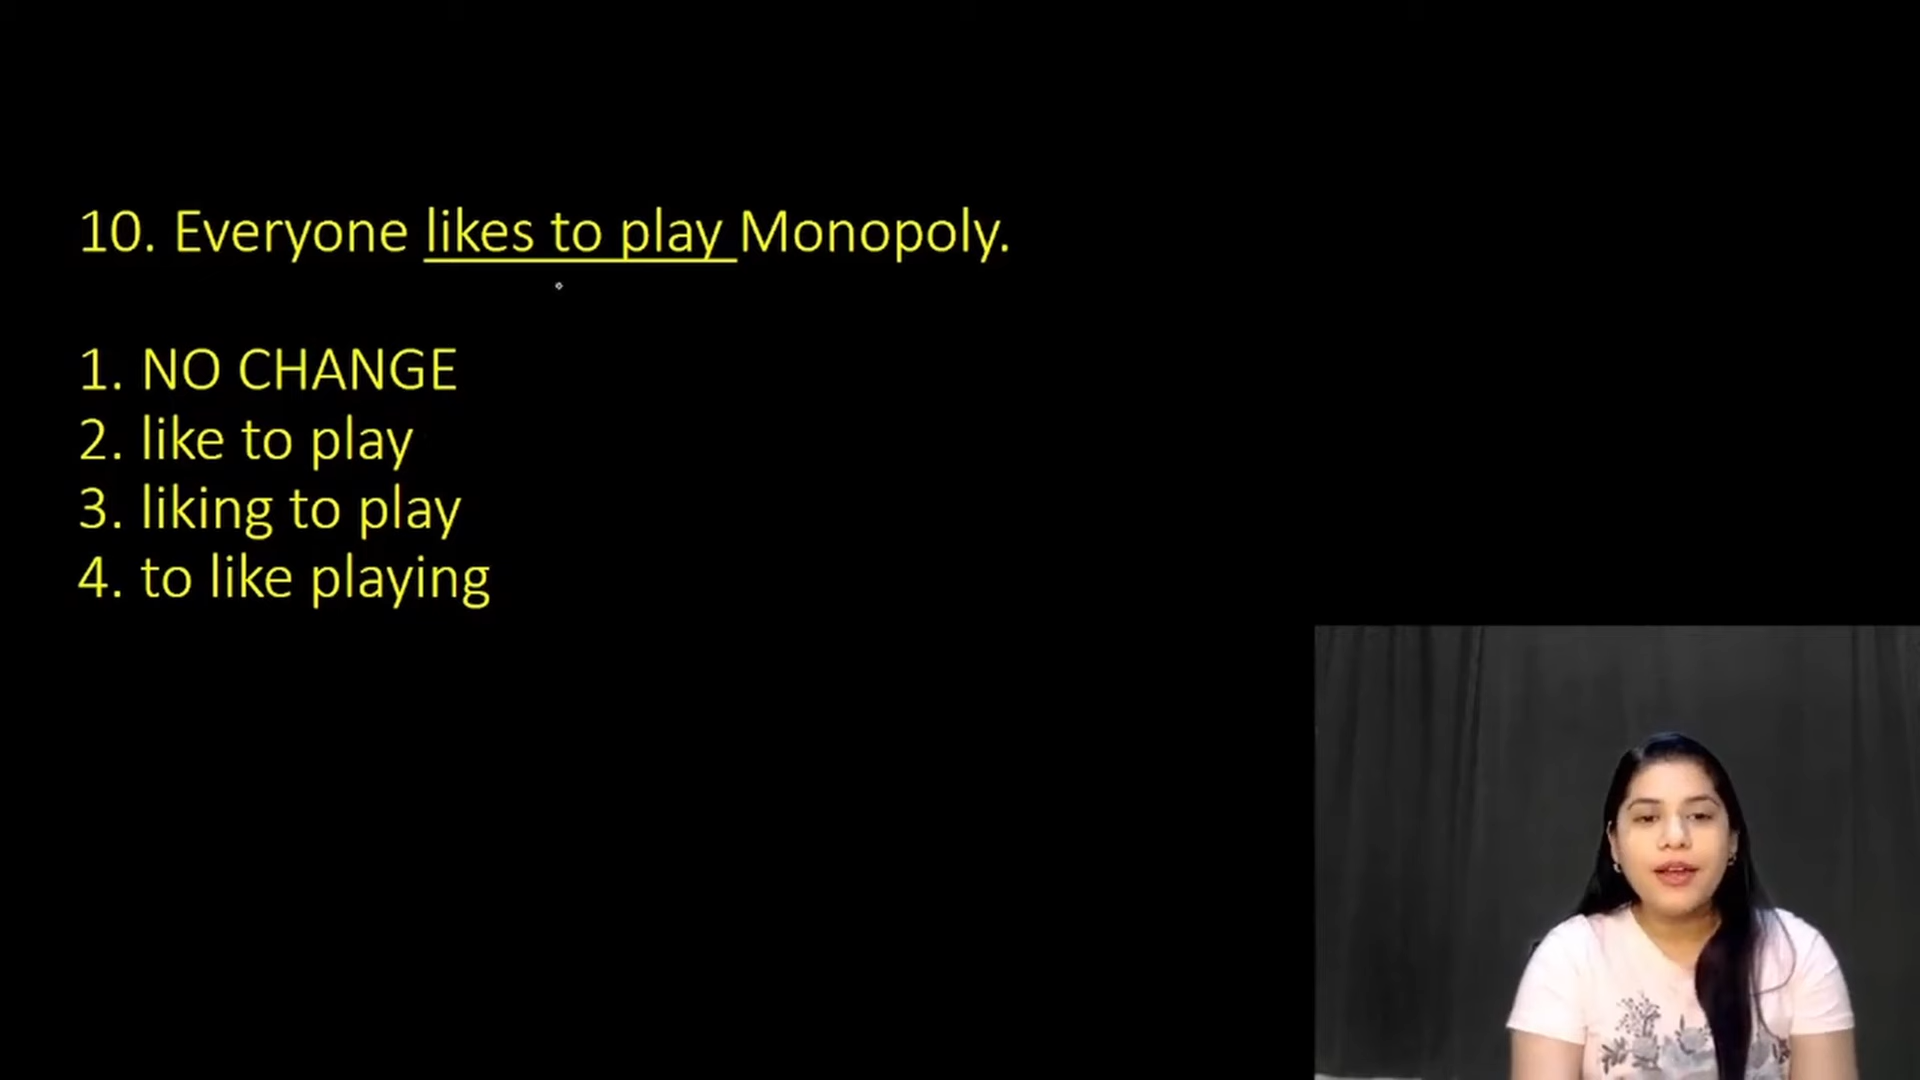 10. Everyone likes to play Monopoly.
1. NO CHANGE
2. like to play
3. liking to play
4. to like playing